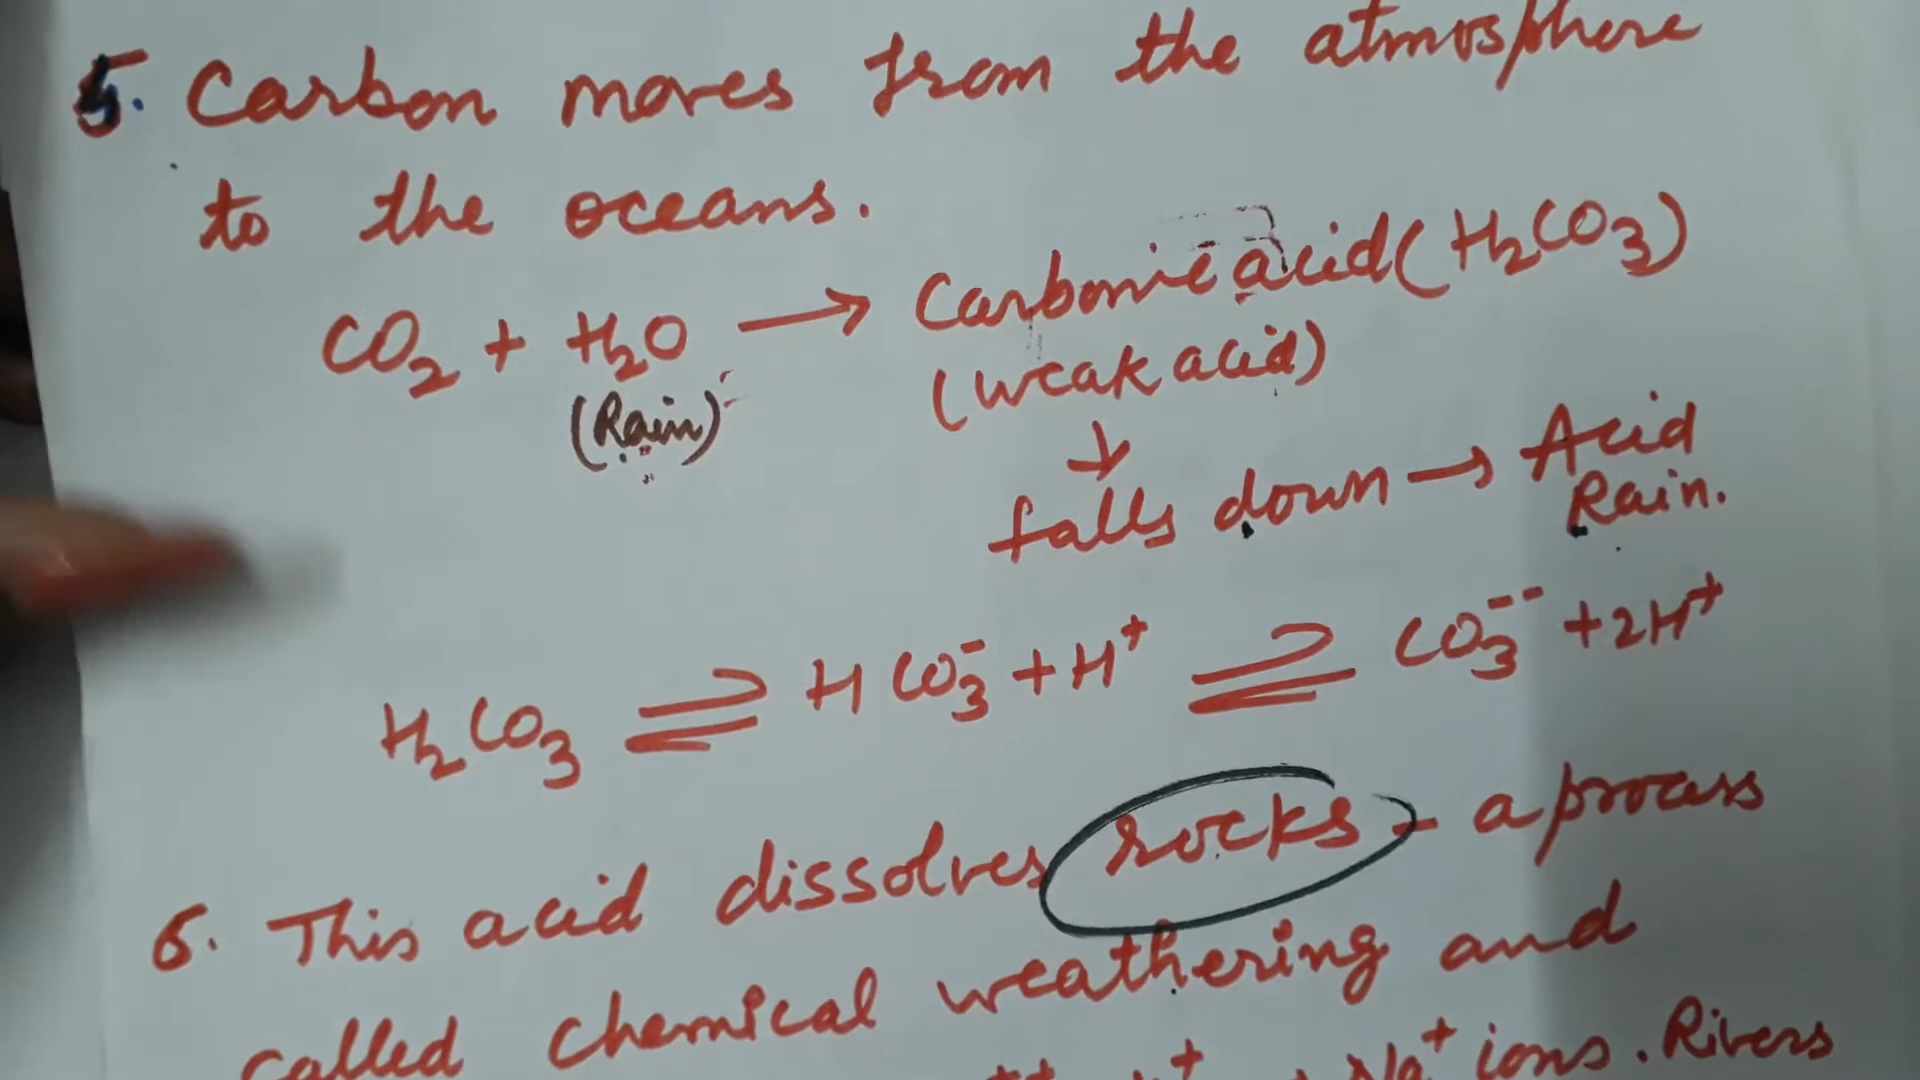 5. Carbon moves from the atmosphere
to the oceans.
CO₂ + H₂O → Carbonic acid (H₂CO₃)
(Rain) (weak acid)
↓
falls down → Acid
Rain.
H₂CO₃ ⇌ HCO₃⁻ + H⁺ ⇌ CO₃⁻⁻ + 2H⁺
6. This acid dissolves rocks - a process
called chemical weathering and
Na⁺ ions. Rivers